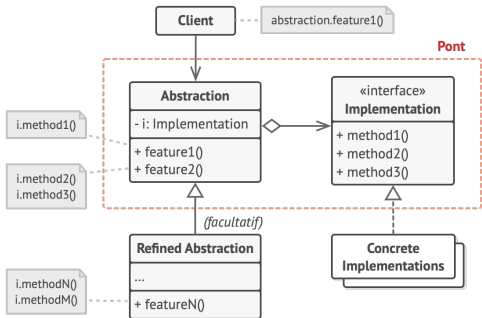 Client
abstraction.feature1()
Pont
Abstraction
- i: Implementation
+ feature1()
+ feature2()
«interface»
Implementation
+ method1()
+ method2()
+ method3()
i.method1()
i.method2()
i.method3()
(facultatif)
Refined Abstraction
...
+ featureN()
Concrete
Implementations
i.methodN()
i.methodM()